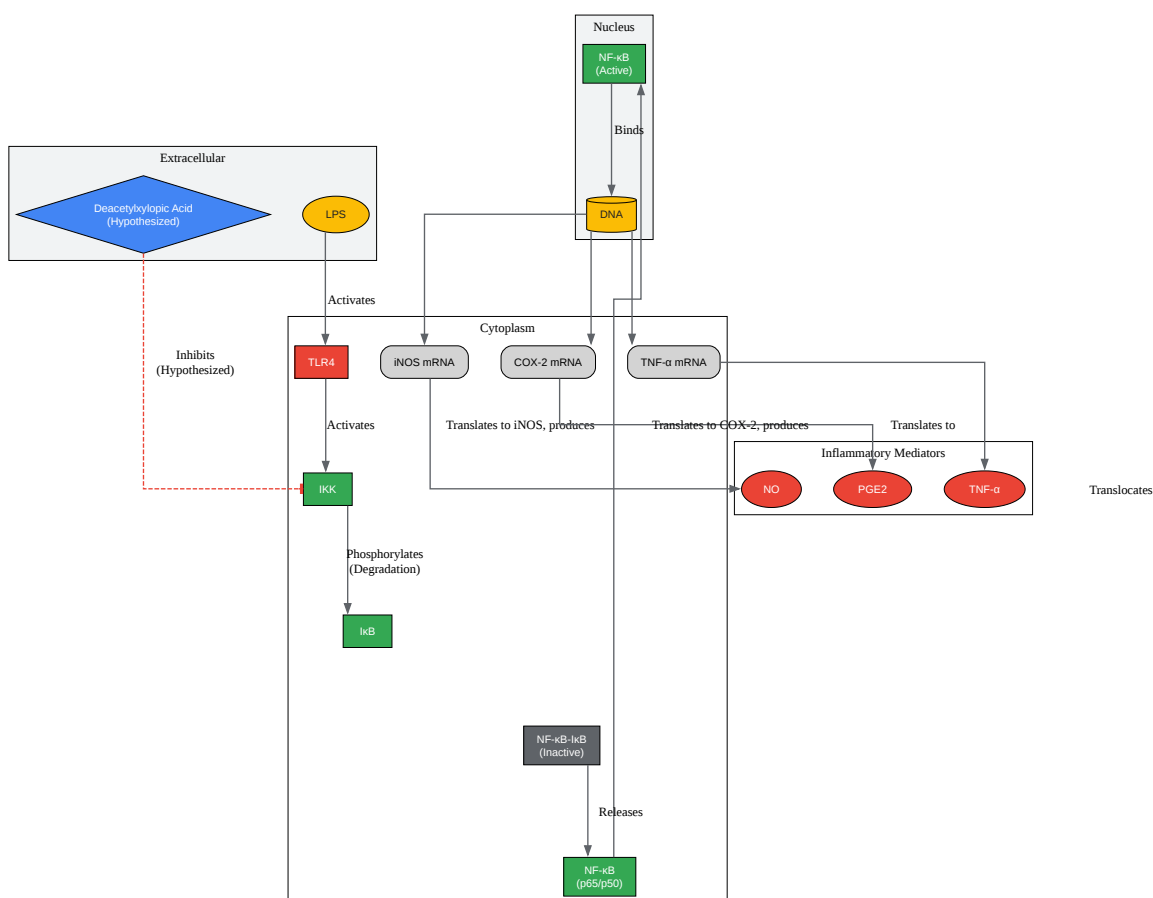 Nucleus
NF-κB
(Active)
Binds
DNA
Extracellular
Deacetylxylopic Acid
(Hypothesized)
LPS
Activates
Inhibits
(Hypothesized)
Cytoplasm
TLR4
iNOS mRNA
COX-2 mRNA
TNF-α mRNA
Activates
Translates to iNOS, produces
Translates to COX-2, produces
Translates to
Inflammatory Mediators
NO
PGE2
TNF-α
Translocates
IKK
Phosphorylates
(Degradation)
IκB
NF-κB-IκB
(Inactive)
Releases
NF-κB
(p65/p50)